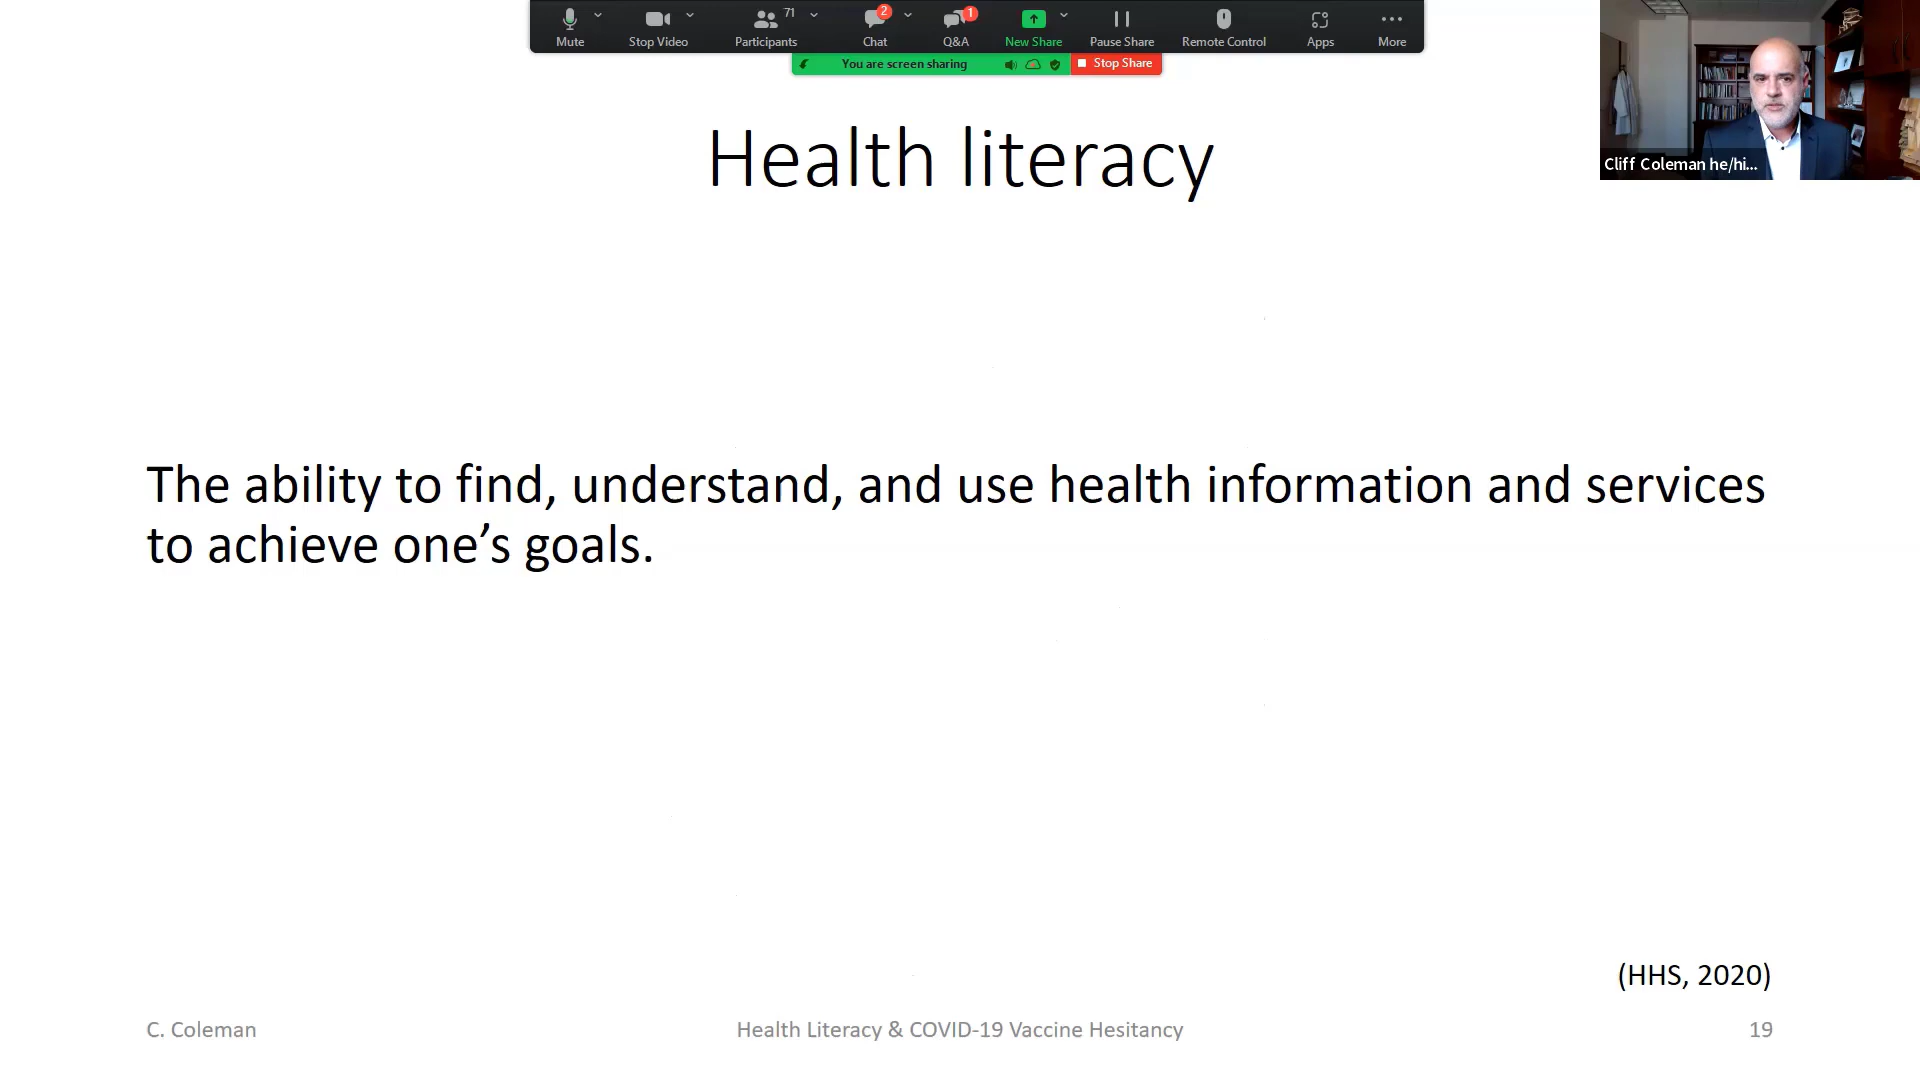 71
2
1
Mute
Stop Video
Participants
Chat
Q&A
New Share
Pause Share
Remote Control
Apps
More
You are screen sharing
Stop Share
Cliff Coleman he/hi...
Health literacy
The ability to find, understand, and use health information and services
to achieve one’s goals.
(HHS, 2020)
C. Coleman
Health Literacy & COVID-19 Vaccine Hesitancy
19